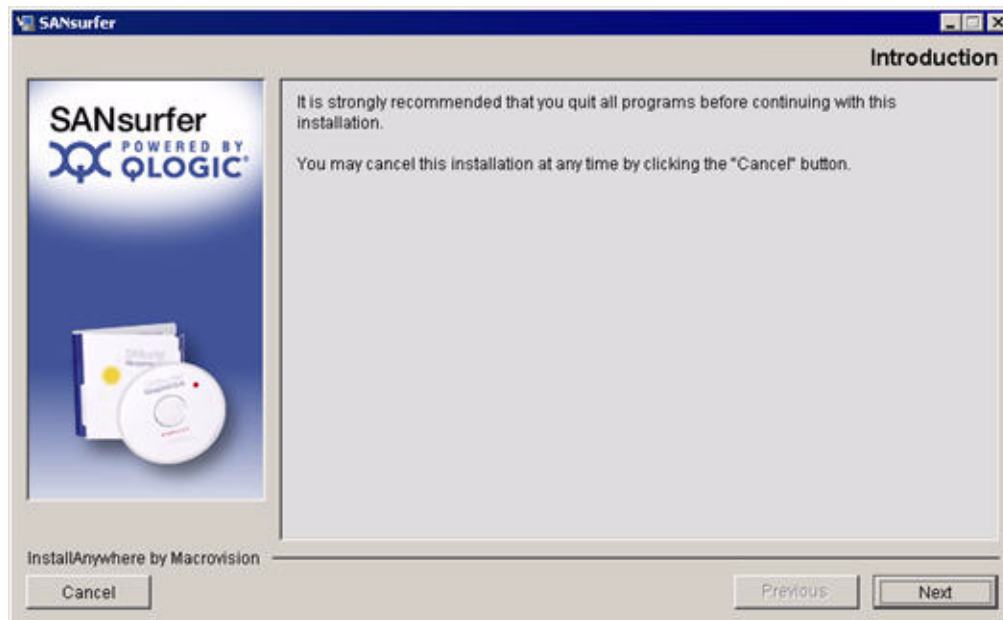 SANsurfer
Introduction
SANsurfer
POWERED BY
QLOGIC
It is strongly recommended that you quit all programs before continuing with this
installation.
You may cancel this installation at any time by clicking the "Cancel" button.
InstallAnywhere by Macrovision
Cancel
Previous
Next